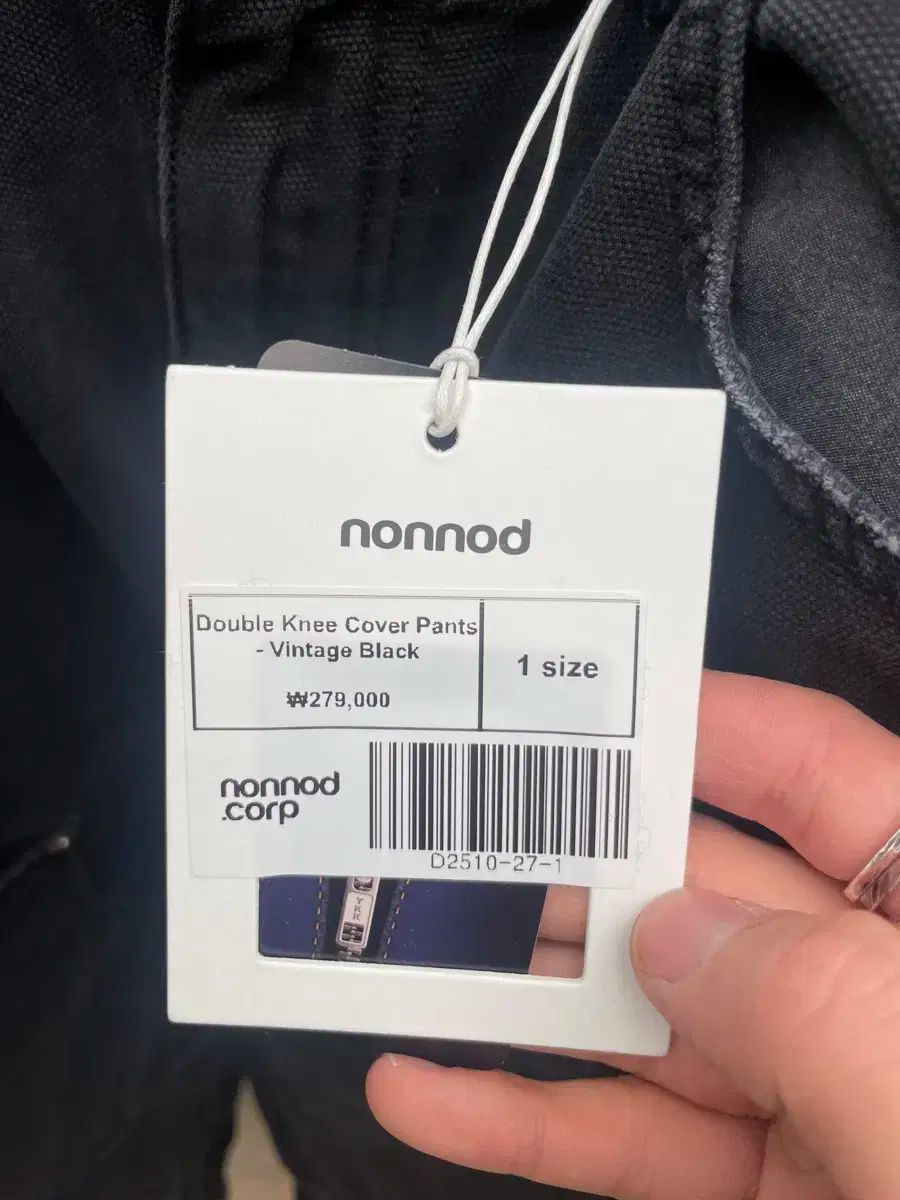 nonnod
Double Knee Cover Pants
- Vintage Black
₩279,000
1 size
nonnod
.corp
D2510-27-1
YKK